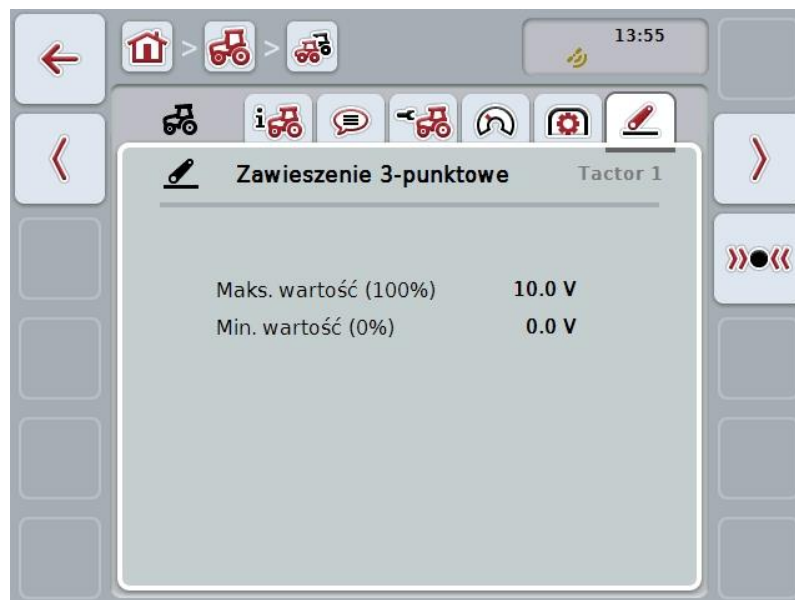 13:55
Zawieszenie 3-punktowe Tactor 1
Maks. wartość (100%) 10.0 V
Min. wartość (0%) 0.0 V